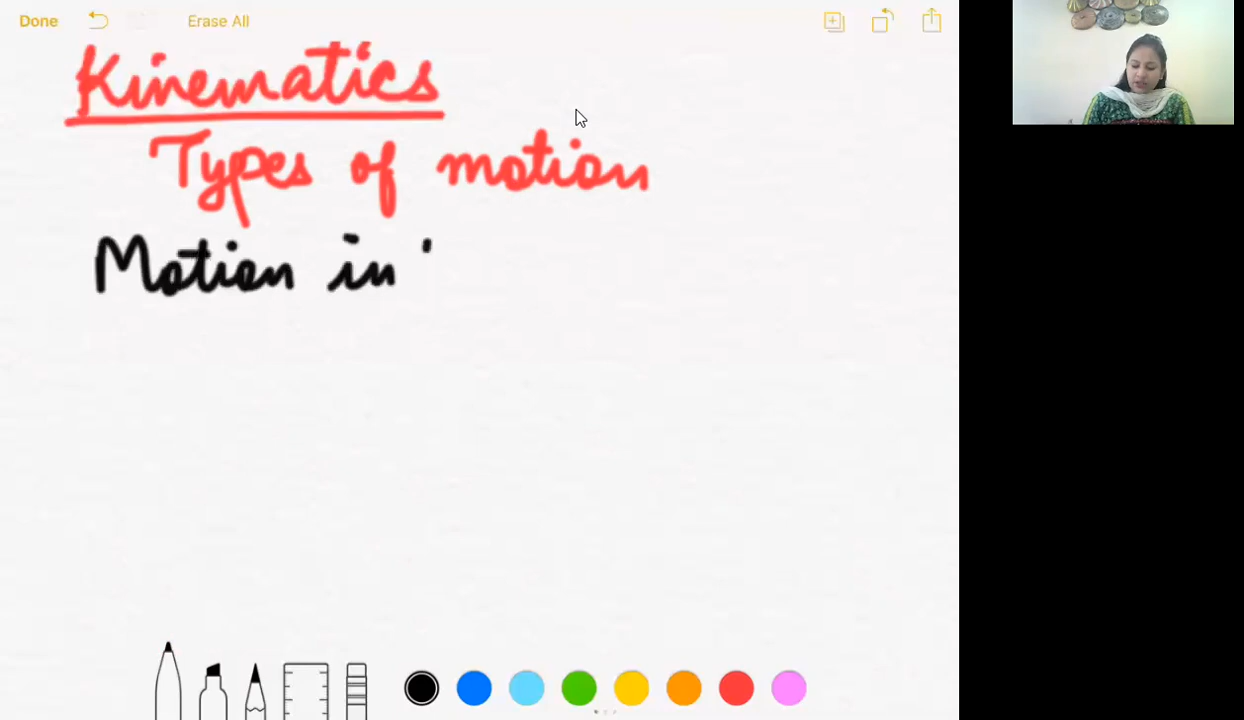 Done Erase All
Kinematics
Types of motion
Motion in '